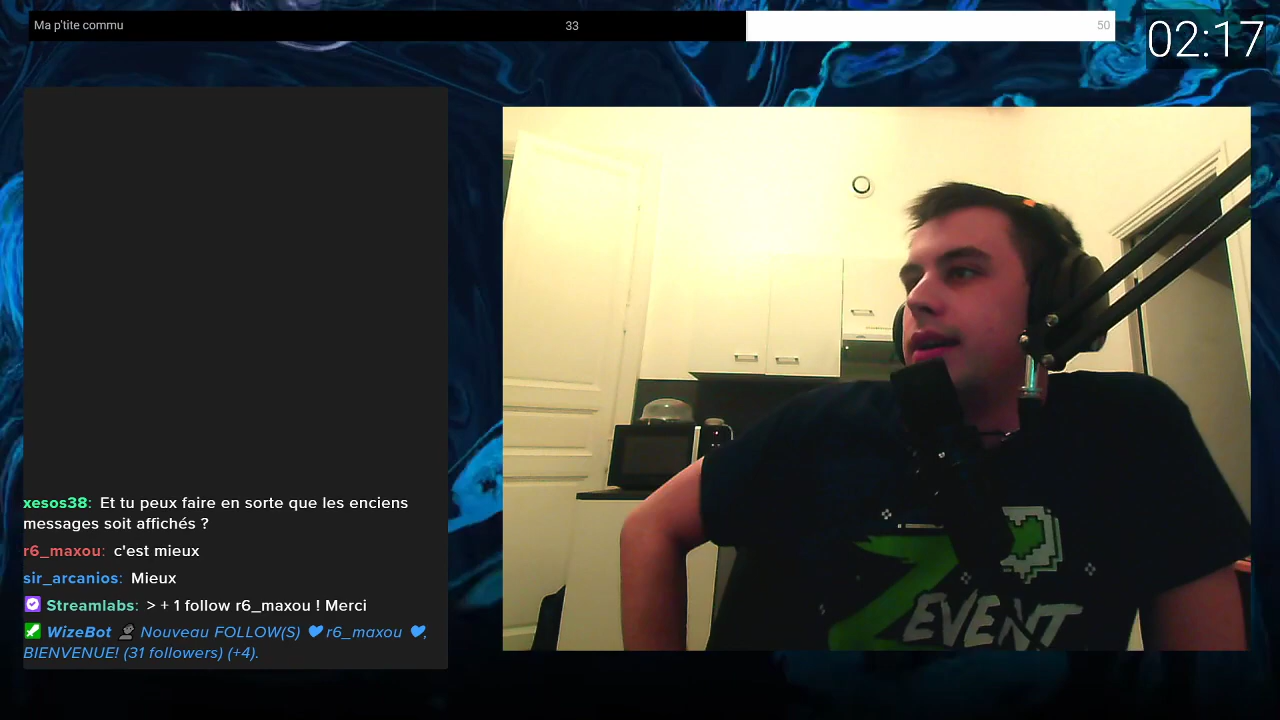 Ma p'tite commu 33 50
02:17
xesos38: Et tu peux faire en sorte que les enciens
messages soit affichés ?
r6_maxou: c'est mieux
sir_arcanios: Mieux
Streamlabs: > + 1 follow r6_maxou ! Merci
WizeBot Nouveau FOLLOW(S) 💙 r6_maxou 💙,
BIENVENUE! (31 followers) (+4).
Z
EVENT